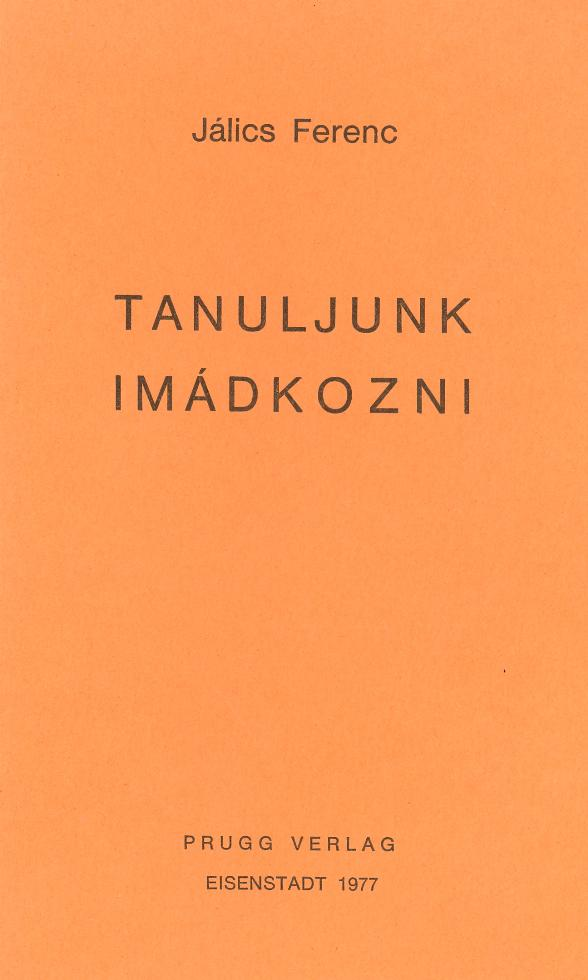 Jálics Ferenc
TANULJUNK
IMÁDKOZNI
PRUGG VERLAG
EISENSTADT 1977